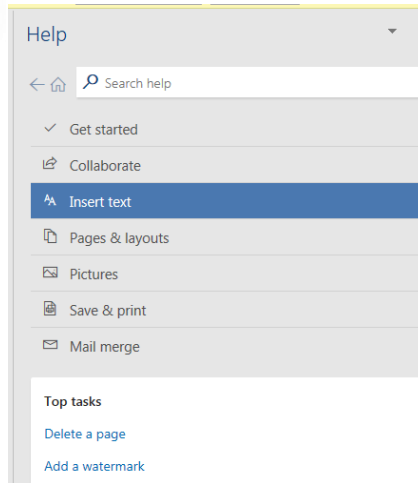 Help
Search help
Get started
Collaborate
Insert text
Pages & layouts
Pictures
Save & print
Mail merge
Top tasks
Delete a page
Add a watermark